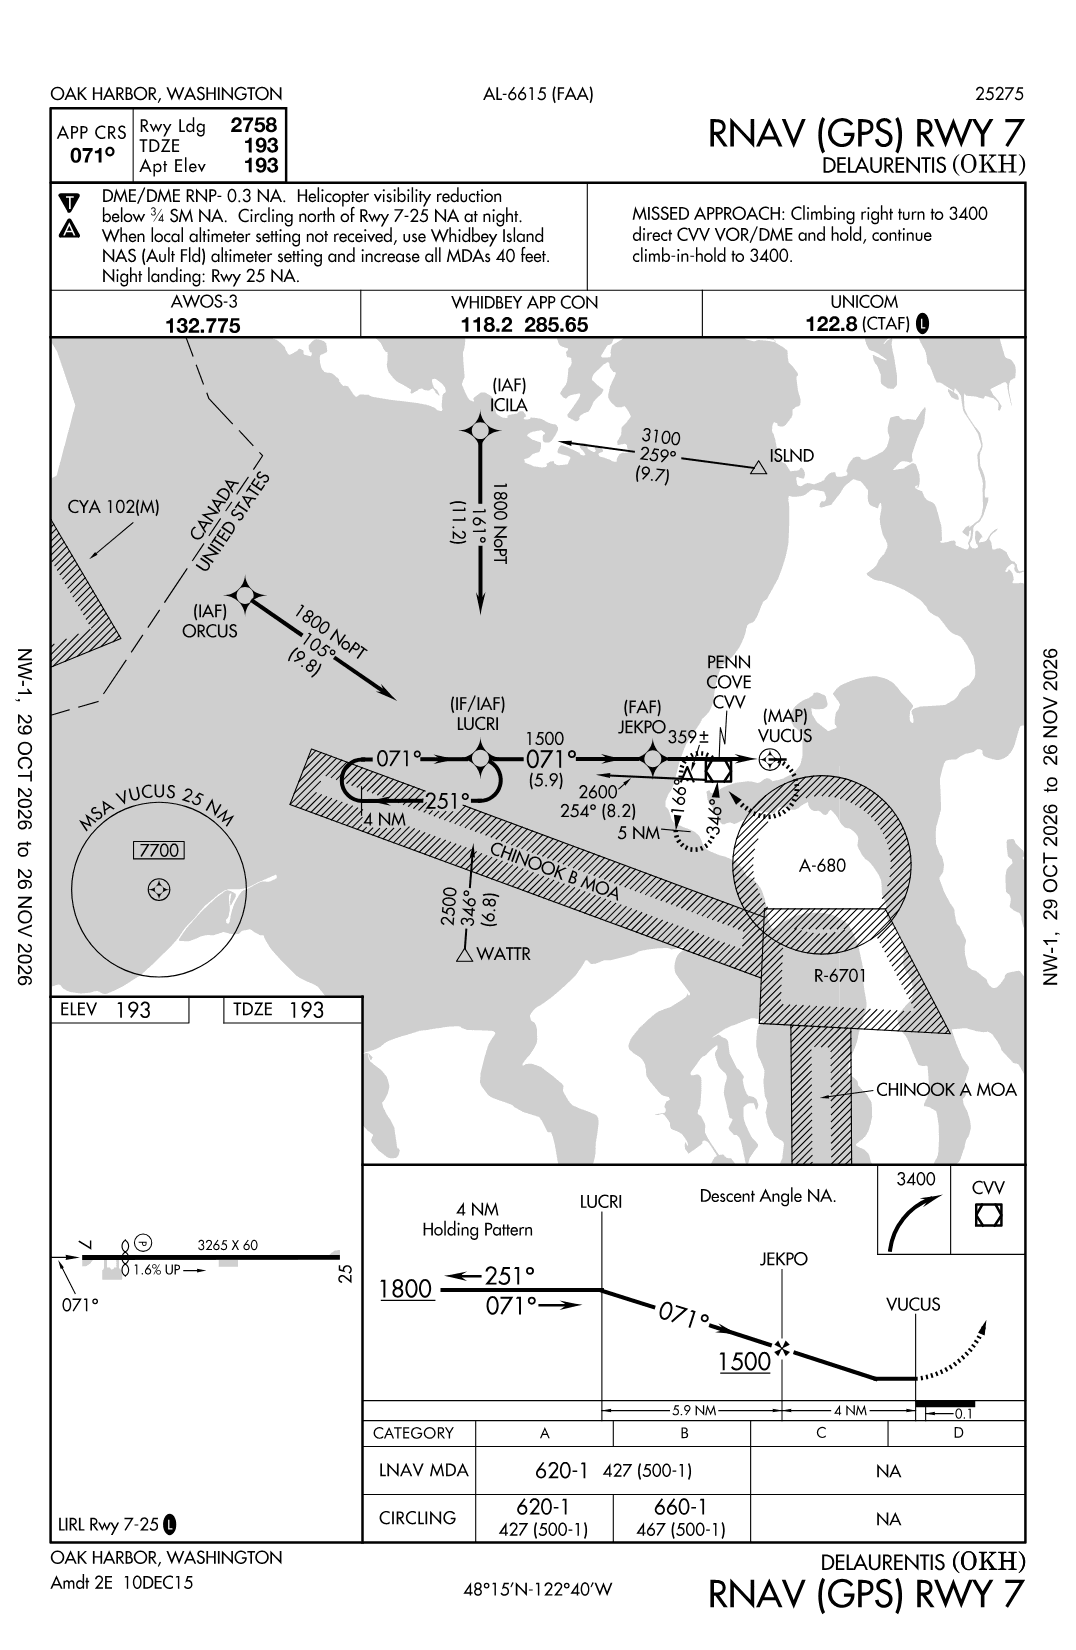 OAK HARBOR, WASHINGTON
AL-6615 (FAA)
25275
APP CRS
071°
Rwy Ldg 2758
TDZE 193
Apt Elev 193
RNAV (GPS) RWY 7
DELAURENTIS (OKH)
T
A
DME/DME RNP- 0.3 NA. Helicopter visibility reduction
below ¾ SM NA. Circling north of Rwy 7-25 NA at night.
When local altimeter setting not received, use Whidbey Island
NAS (Ault Fld) altimeter setting and increase all MDAs 40 feet.
Night landing: Rwy 25 NA.
MISSED APPROACH: Climbing right turn to 3400
direct CVV VOR/DME and hold, continue
climb-in-hold to 3400.
AWOS-3
132.775
WHIDBEY APP CON
118.2 285.65
UNICOM
122.8 (CTAF) L
(IAF)
ICILA
3100
259°
(9.7)
ISLND
1800 NoPT
161°
(11.2)
CYA 102(M)
CANADA
UNITED STATES
(IAF)
ORCUS
1800 NoPT
105°
(9.8)
PENN
COVE
CVV
(IF/IAF)
LUCRI
(FAF)
JEKPO
359±
(MAP)
VUCUS
071°
1500
071°
(5.9)
251°
4 NM
2600
254° (8.2)
5 NM
166°
346°
MSA VUCUS 25 NM
7700
CHINOOK B MOA
A-680
2500
346°
(6.8)
WATTR
R-6701
CHINOOK A MOA
NW-1, 29 OCT 2026 to 26 NOV 2026
NW-1, 29 OCT 2026 to 26 NOV 2026
ELEV 193
TDZE 193
7
P
3265 X 60
1.6% UP
25
071°
LIRL Rwy 7-25 L
4 NM
Holding Pattern
LUCRI
Descent Angle NA.
3400
CVV
JEKPO
VUCUS
1800
251°
071°
071°
1500
5.9 NM
4 NM
0.1
CATEGORY A B C D
LNAV MDA 620-1 427 (500-1) NA
CIRCLING 620-1 427 (500-1) 660-1 467 (500-1) NA
OAK HARBOR, WASHINGTON
Amdt 2E 10DEC15
48°15'N-122°40'W
DELAURENTIS (OKH)
RNAV (GPS) RWY 7